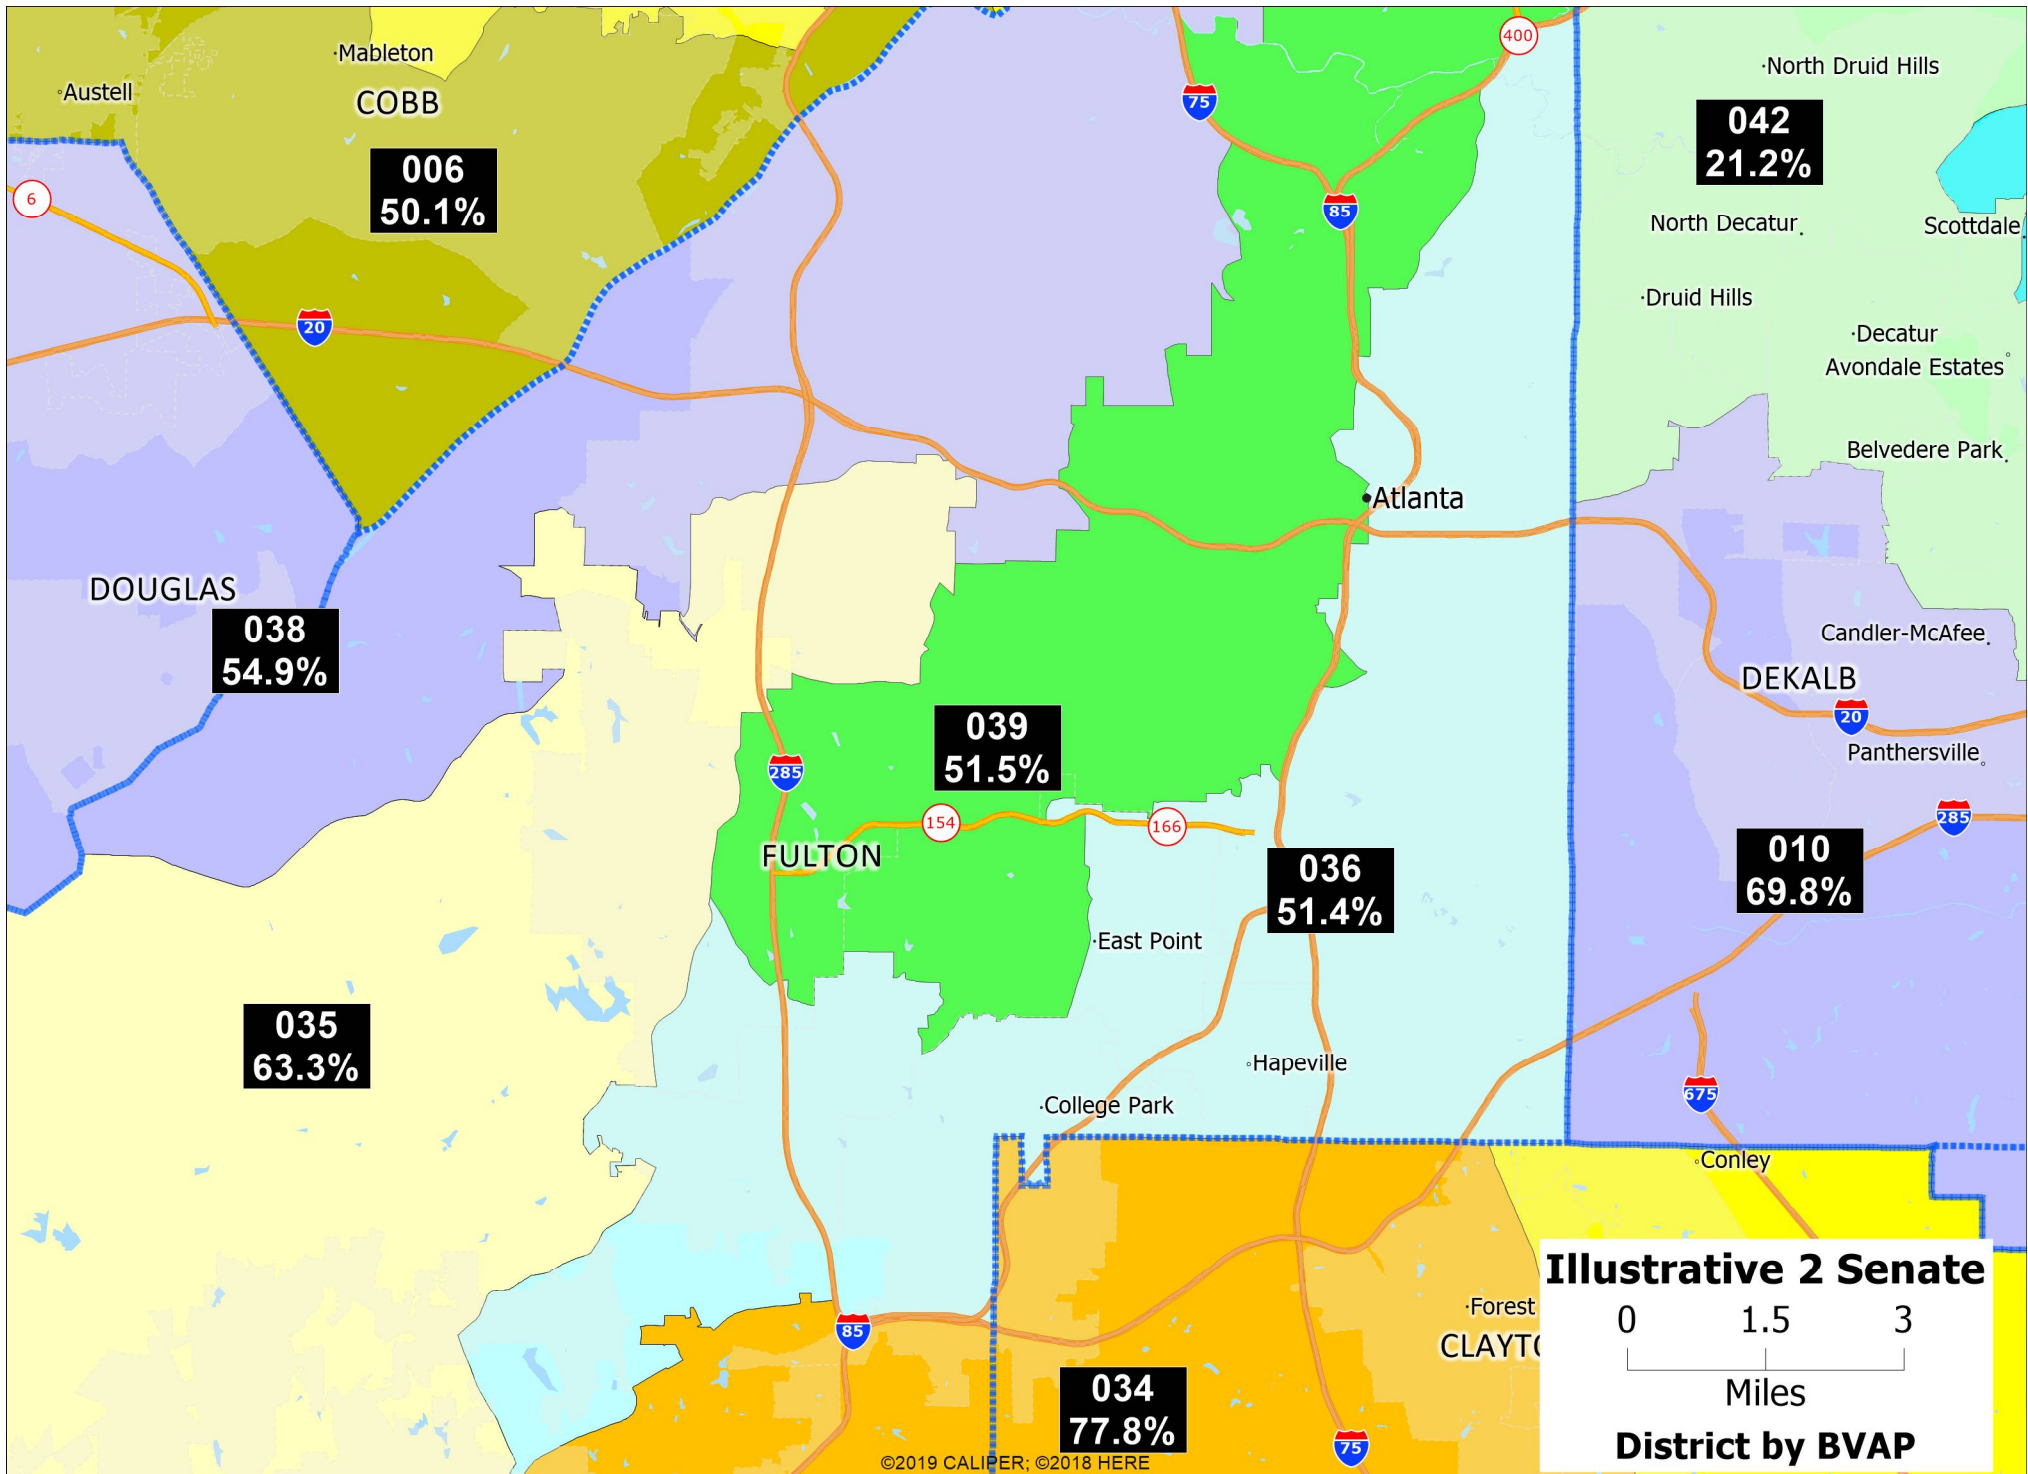 400
Mableton
North Druid Hills
Austell
COBB
75
042
21.2%
006
50.1%
6
85
North Decatur
Scottdale
Druid Hills
20
Decatur
Avondale Estates
Belvedere Park
Atlanta
DOUGLAS
038
54.9%
Candler-McAfee
DEKALB
20
039
51.5%
285
Panthersville
154
166
285
FULTON
036
51.4%
010
69.8%
East Point
035
63.3%
Hapeville
675
College Park
Conley
Illustrative 2 Senate
Forest
0 1.5 3
85
CLAYTO
Miles
034
77.8%
75
District by BVAP
©2019 CALIPER; ©2018 HERE